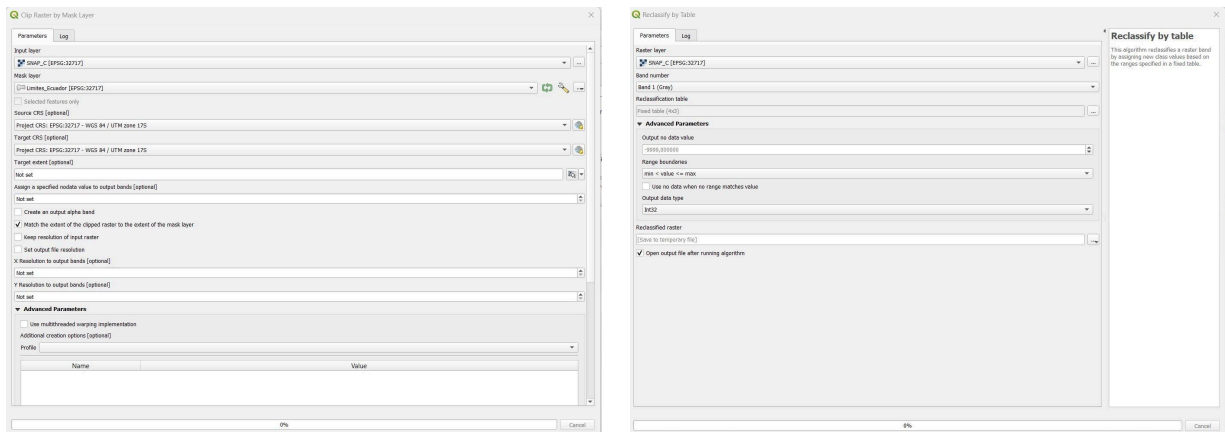 Clip Raster by Mask Layer
Parameters Log
Input layer
SNAP_C [EPSG:32717]
Mask layer
Limites_Ecuador [EPSG:32717]
Selected features only
Source CRS [optional]
Project CRS: EPSG:32717 - WGS 84 / UTM zone 17S
Target CRS [optional]
Project CRS: EPSG:32717 - WGS 84 / UTM zone 17S
Target extent [optional]
Not set
Assign a specified nodata value to output bands [optional]
Not set
Create an output alpha band
Match the extent of the clipped raster to the extent of the mask layer
Keep resolution of input raster
Set output file resolution
X Resolution to output bands [optional]
Not set
Y Resolution to output bands [optional]
Not set
Advanced Parameters
Use multithreaded warping implementation
Additional creation options [optional]
Profile
Name Value
0% Cancel
Reclassify by Table
Parameters Log
Raster layer
SNAP_C [EPSG:32717]
Band number
Band 1 (Gray)
Reclassification table
Fixed table (4x3)
Advanced Parameters
Output no data value
-9999,000000
Range boundaries
min < value <= max
Use no data when no range matches value
Output data type
Int32
Reclassified raster
[Save to temporary file]
Open output file after running algorithm
Reclassify by table
This algorithm reclassifies a raster band
by assigning new class values based on
the ranges specified in a fixed table.
0% Cancel